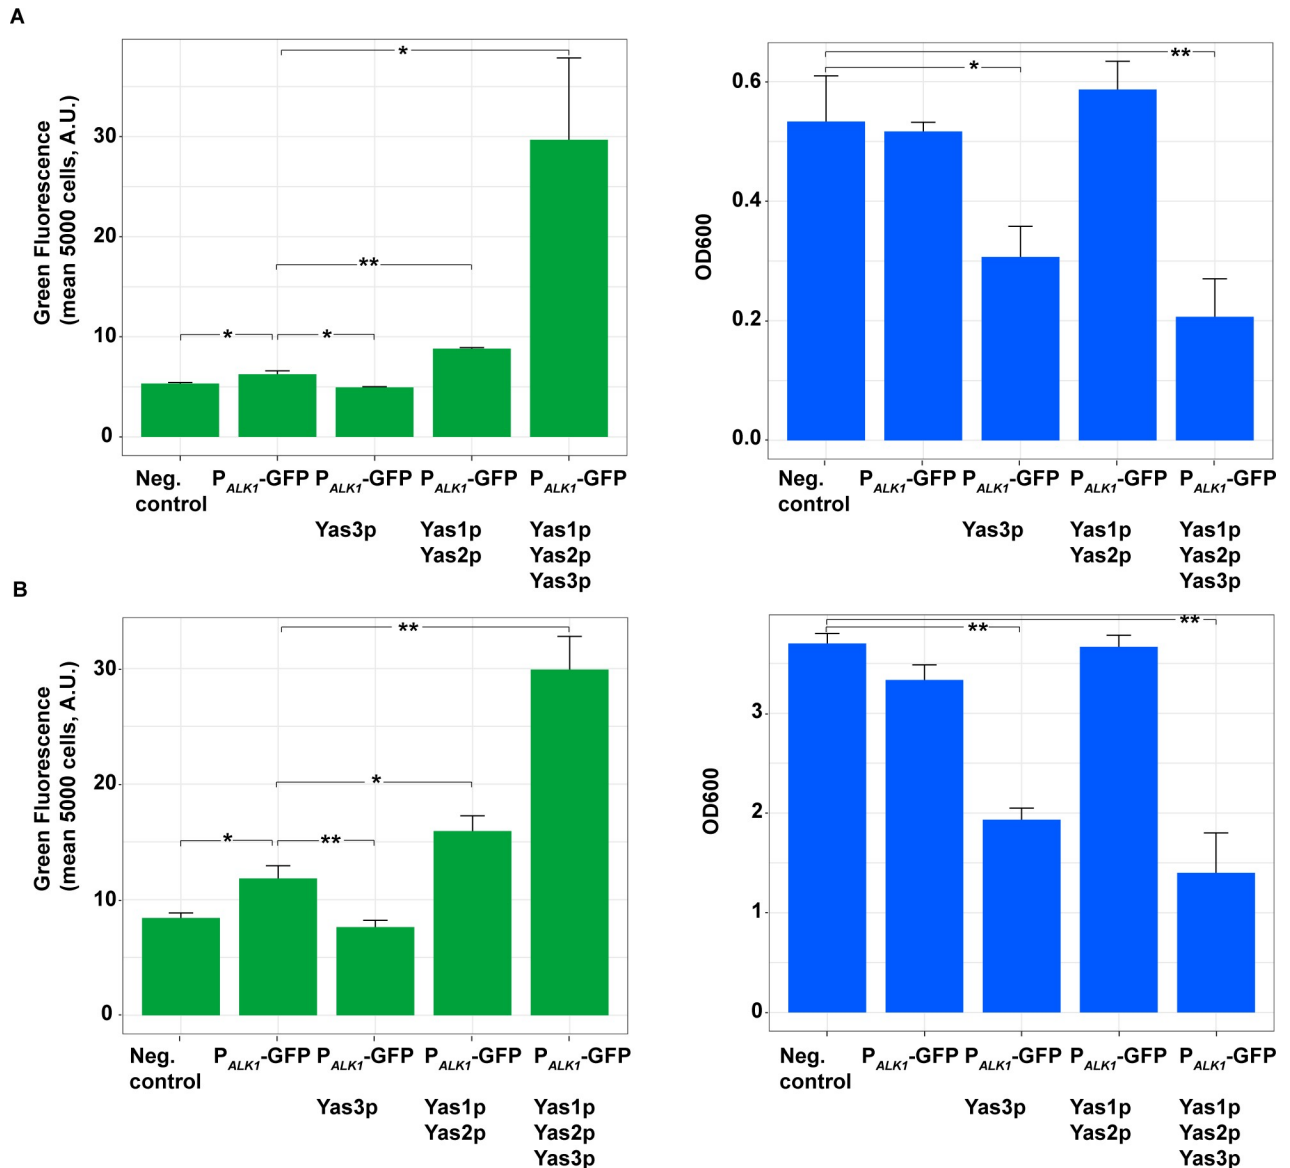 A
Green Fluorescence
(mean 5000 cells, A.U.)
30
20
10
0
*
**
*
*
Neg.
control
PALK1-GFP
PALK1-GFP
Yas3p
PALK1-GFP
Yas1p
Yas2p
PALK1-GFP
Yas1p
Yas2p
Yas3p
OD600
0.6
0.4
0.2
0.0
**
*
Neg.
control
PALK1-GFP
PALK1-GFP
Yas3p
PALK1-GFP
Yas1p
Yas2p
PALK1-GFP
Yas1p
Yas2p
Yas3p
B
Green Fluorescence
(mean 5000 cells, A.U.)
30
20
10
0
**
*
*
**
Neg.
control
PALK1-GFP
PALK1-GFP
Yas3p
PALK1-GFP
Yas1p
Yas2p
PALK1-GFP
Yas1p
Yas2p
Yas3p
OD600
3
2
1
0
**
**
Neg.
control
PALK1-GFP
PALK1-GFP
Yas3p
PALK1-GFP
Yas1p
Yas2p
PALK1-GFP
Yas1p
Yas2p
Yas3p